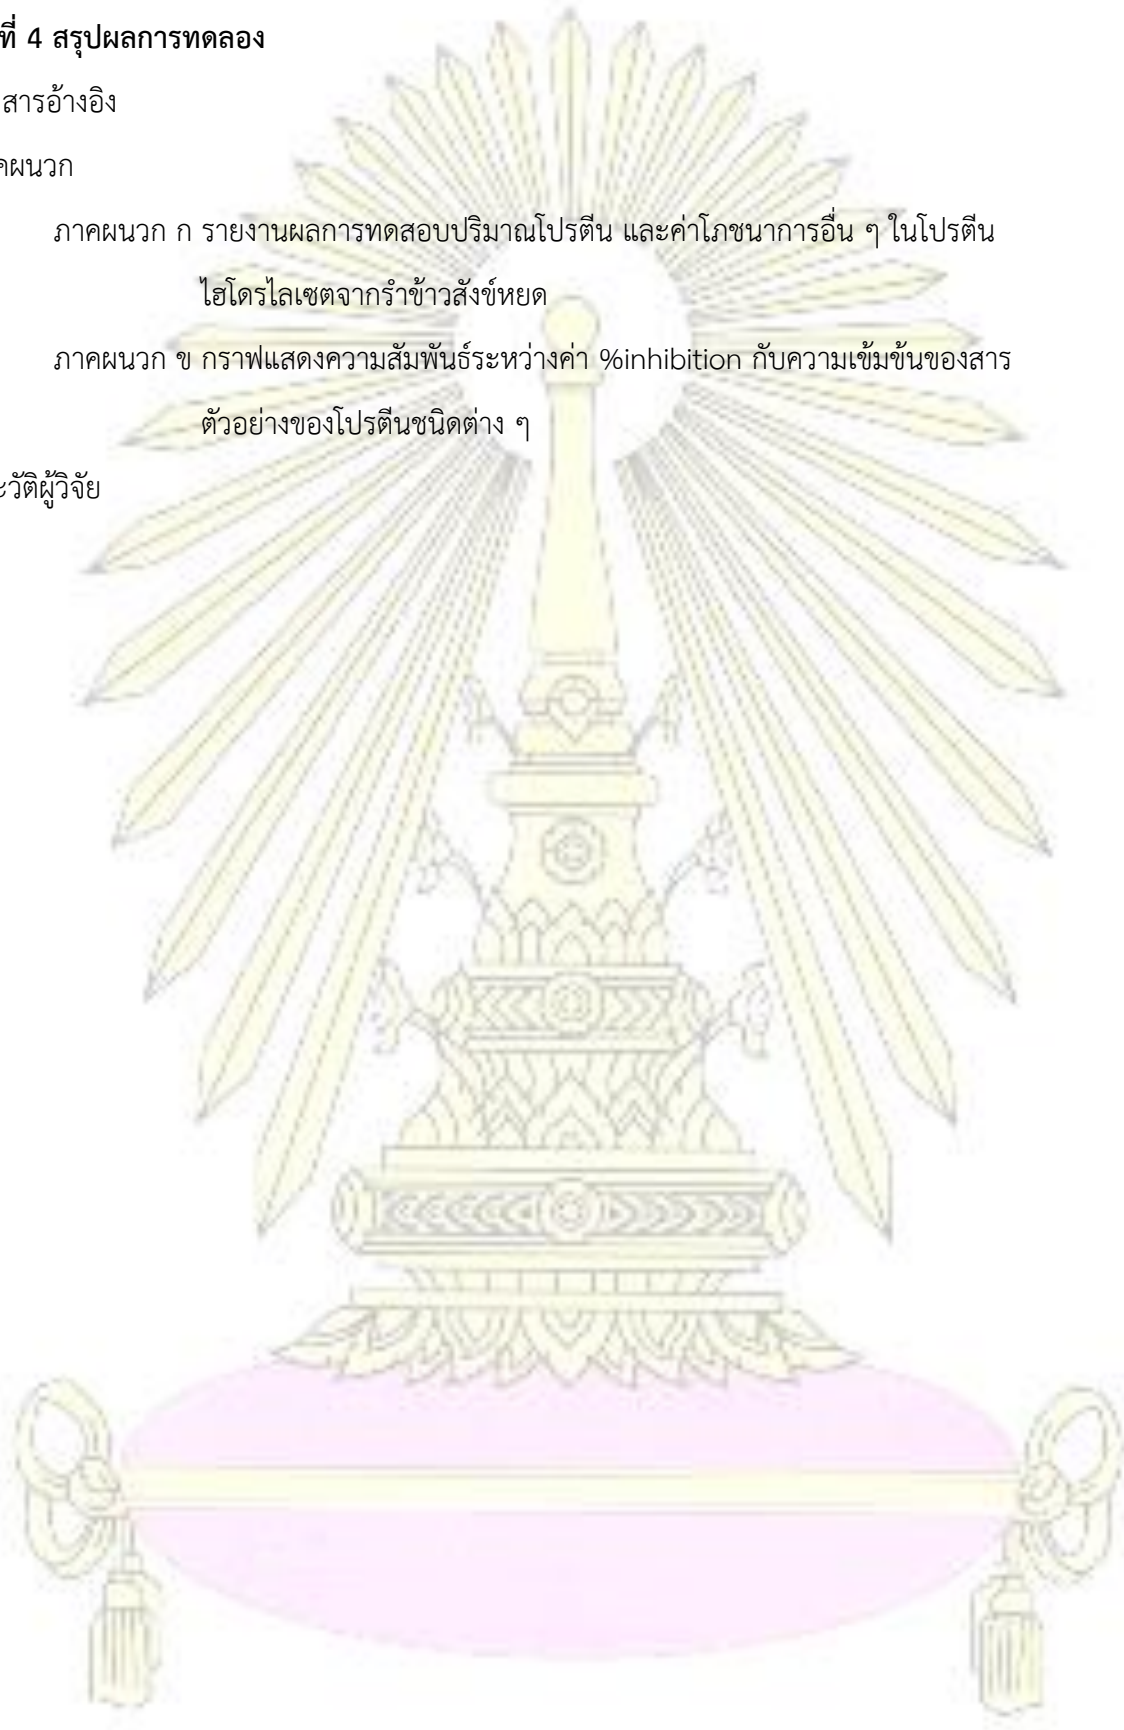 ที่ 4 สรุปผลการทดลอง
สารอ้างอิง
คผนวก
ภาคผนวก ก รายงานผลการทดสอบปริมาณโปรตีน และค่าโภชนาการอื่น ๆ ในโปรตีน
ไฮโดรไลเซตจากรำข้าวสังข์หยด
ภาคผนวก ข กราฟแสดงความสัมพันธ์ระหว่างค่า %inhibition กับความเข้มข้นของสาร
ตัวอย่างของโปรตีนชนิดต่าง ๆ
ะวัติผู้วิจัย